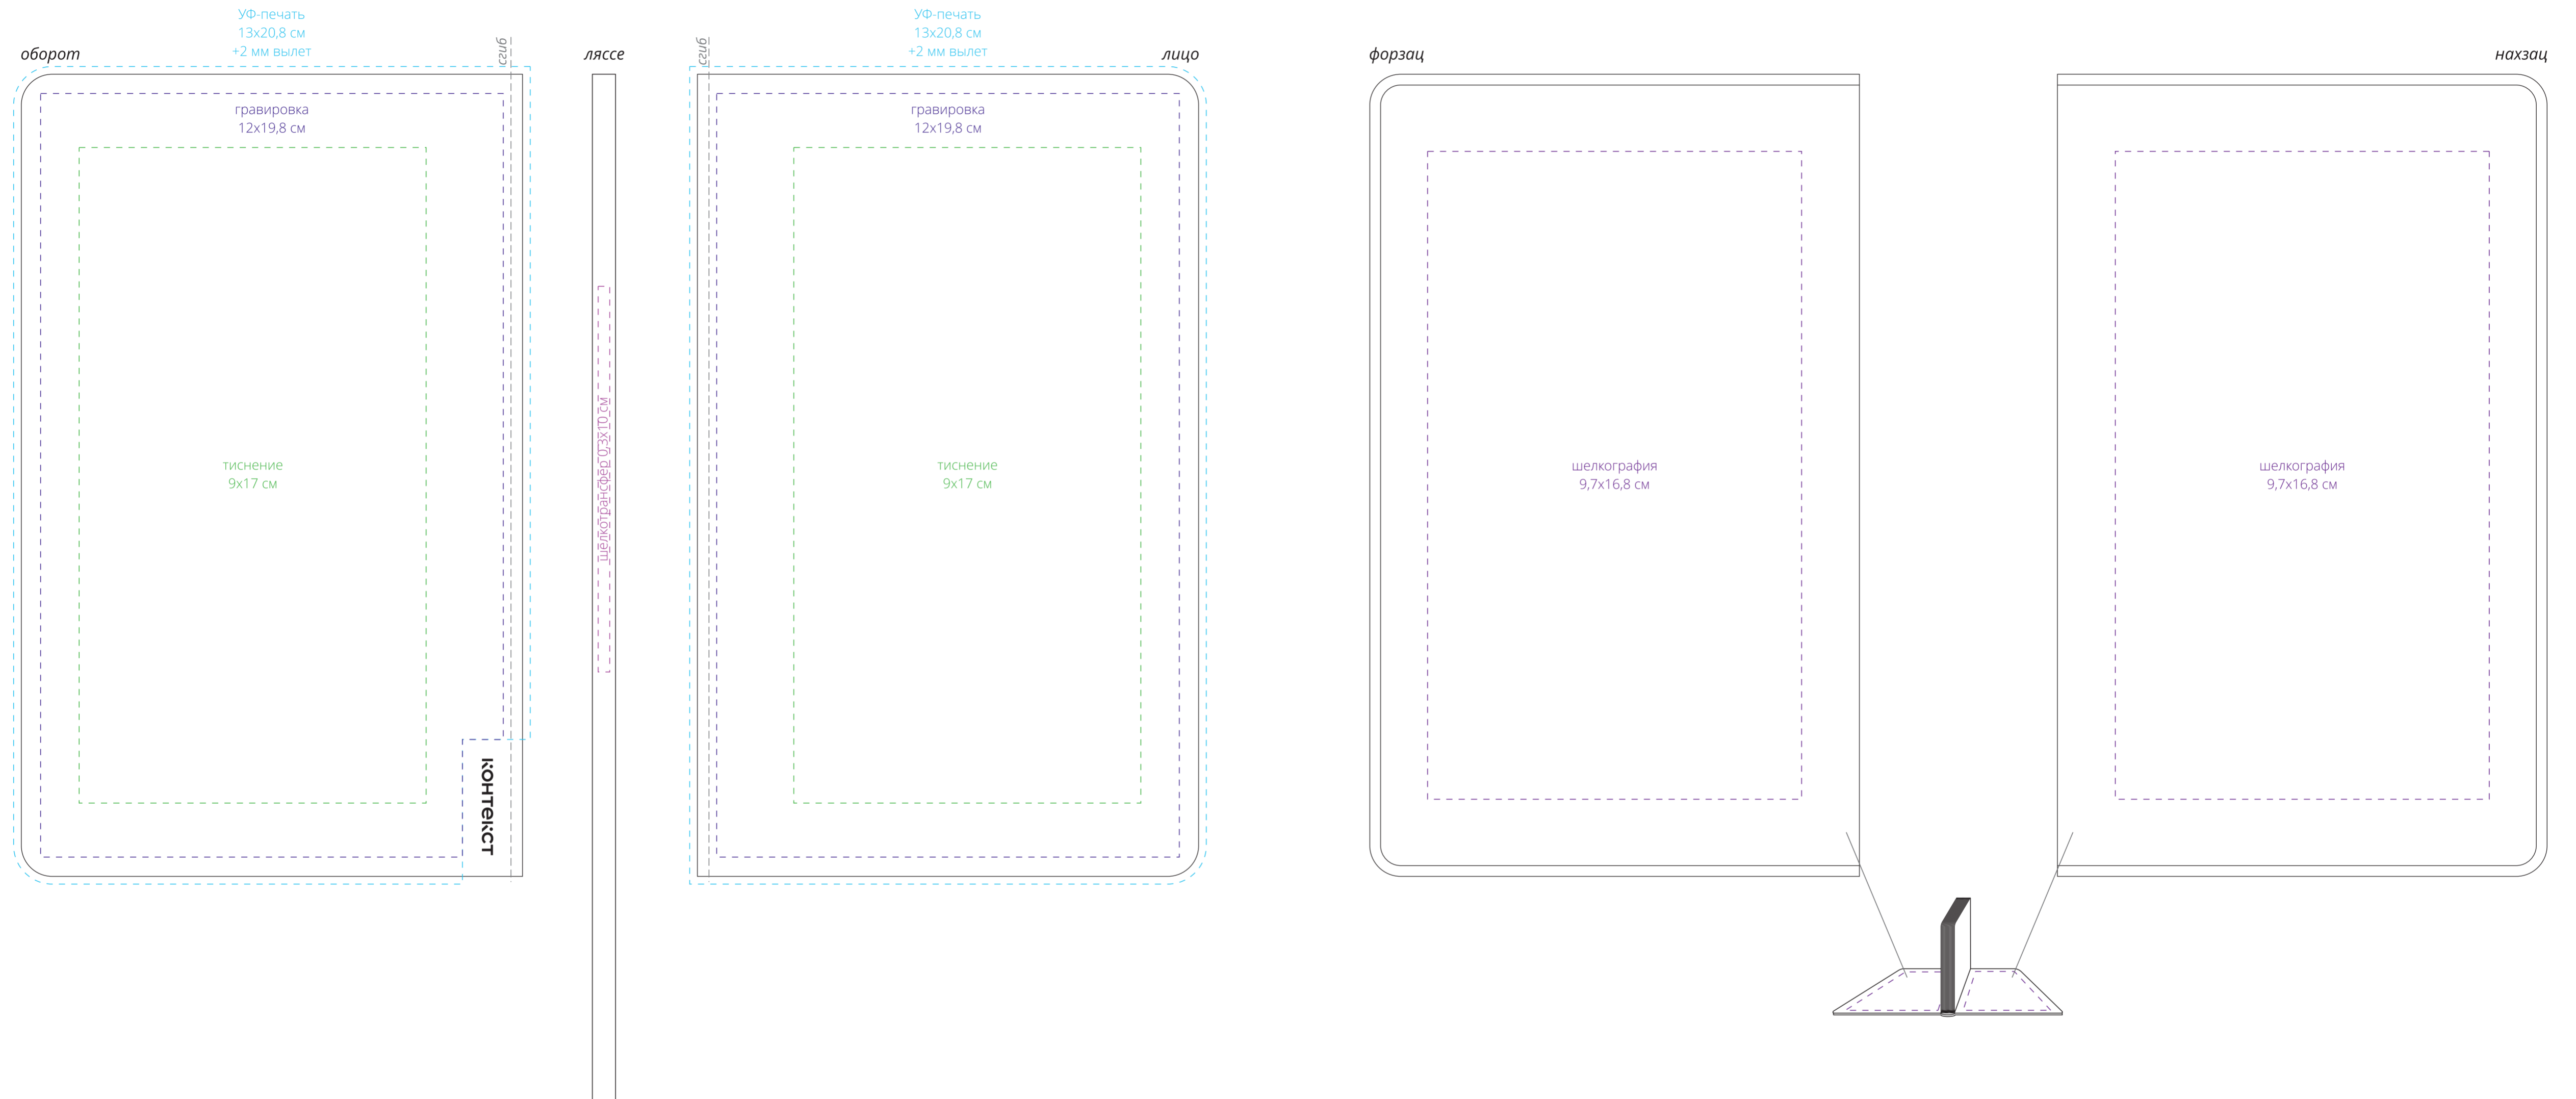 оборот
УФ-печать
13x20,8 см
+2 мм вылет
сгиб
гравировка
12x19,8 см
тиснение
9x17 см
контекст
ляссе
шелкотрансфер 0,3x10 см
сгиб
УФ-печать
13x20,8 см
+2 мм вылет
лицо
гравировка
12x19,8 см
тиснение
9x17 см
форзац
шелкография
9,7x16,8 см
нахзац
шелкография
9,7x16,8 см